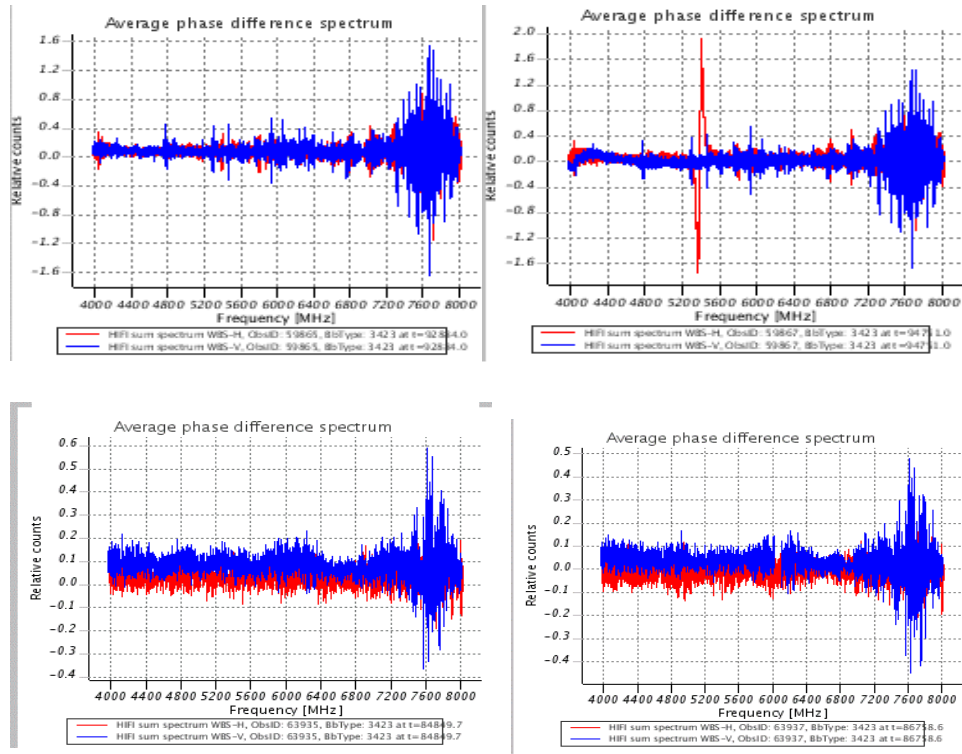 Average phase difference spectrum
1.6
1.2
0.8
0.4
0.0
−0.4
−0.8
−1.2
−1.6
Relative counts
4000 4400 4800 5200 5600 6000 6400 6800 7200 7600 8000
Frequency [MHz]
HIFI sum spectrum WBS-H, ObsID: 59865, BbType: 3423 at t=92834.0
HIFI sum spectrum WBS-V, ObsID: 59865, BbType: 3423 at t=92834.0
Average phase difference spectrum
2.0
1.6
1.2
0.8
0.4
0.0
−0.4
−0.8
−1.2
−1.6
Relative counts
4000 4400 4800 5200 5600 6000 6400 6800 7200 7600 8000
Frequency [MHz]
HIFI sum spectrum WBS-H, ObsID: 59867, BbType: 3423 at t=94751.0
HIFI sum spectrum WBS-V, ObsID: 59867, BbType: 3423 at t=94751.0
Average phase difference spectrum
0.6
0.5
0.4
0.3
0.2
0.1
0.0
−0.1
−0.2
−0.3
−0.4
Relative counts
4000 4400 4800 5200 5600 6000 6400 6800 7200 7600 8000
Frequency [MHz]
HIFI sum spectrum WBS-H, ObsID: 63935, BbType: 3423 at t=84849.7
HIFI sum spectrum WBS-V, ObsID: 63935, BbType: 3423 at t=84849.7
Average phase difference spectrum
0.5
0.4
0.3
0.2
0.1
0.0
−0.1
−0.2
−0.3
−0.4
Relative counts
4000 4400 4800 5200 5600 6000 6400 6800 7200 7600 8000
Frequency [MHz]
HIFI sum spectrum WBS-H, ObsID: 63937, BbType: 3423 at t=86758.6
HIFI sum spectrum WBS-V, ObsID: 63937, BbType: 3423 at t=86758.6